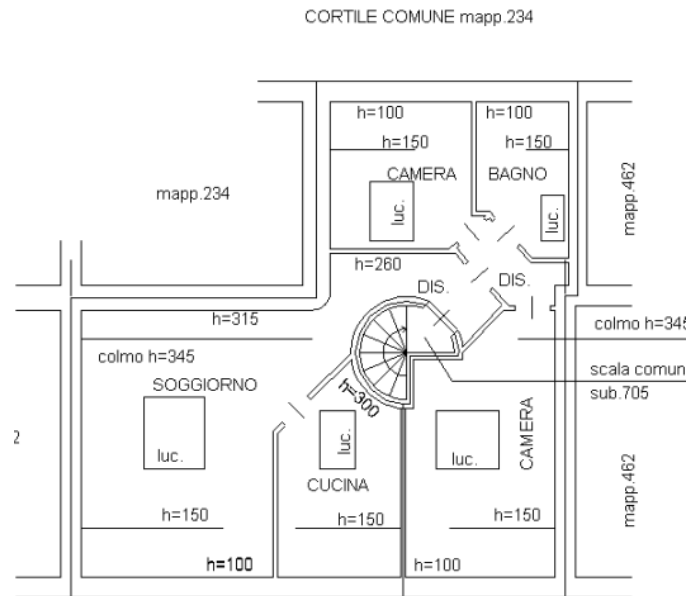 CORTILE COMUNE mapp.234
h=100
h=100
h=150
h=150
CAMERA
BAGNO
mapp.234
luc.
luc.
mapp.462
h=260
DIS.
DIS.
h=315
colmo h=345
colmo h=345
scala comun
sub.705
SOGGIORNO
h=300
CAMERA
luc.
luc.
luc.
2
CUCINA
mapp.462
h=150
h=150
h=150
h=100
h=100